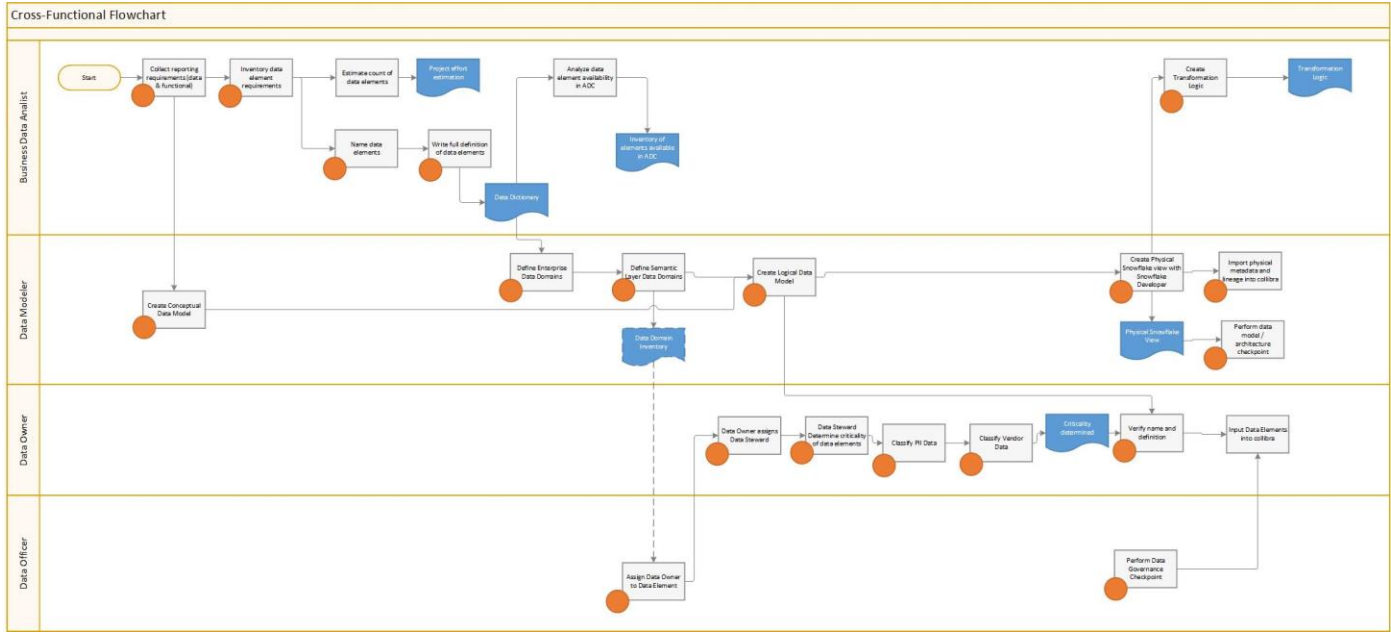 Cross-Functional Flowchart
Business Data Analist
Start
Collect reporting
requirements(data
& functional)
Inventory data
element
requirements
Estimate count of
data elements
Project effort
estimation
Analyze data
element availability
in ADC
Create
Transformation
Logic
Transformation
Logic
Name data
elements
Write full definition
of data elements
Inventory of
elements available
in ADC
Data Dictionary
Data Modeler
Define Enterprise
Data Domains
Define Semantic
Layer Data Domains
Create Logical Data
Model
Create Physical
Snowflake view with
Snowflake
Developer
Import physical
metadata and
lineage into collibra
Create Conceptual
Data Model
Data Domain
Inventory
Physical Snowflake
View
Perform data
model /
architecture
checkpoint
Data Owner
Data Owner assigns
Data Steward
Data Steward
Determine criticality
of data elements
Classify PII Data
Classify Vendor
Data
Criticality
determined
Verify name and
definition
Input Data Elements
into collibra
Data Officer
Assign Data Owner
to Data Element
Perform Data
Governance
Checkpoint